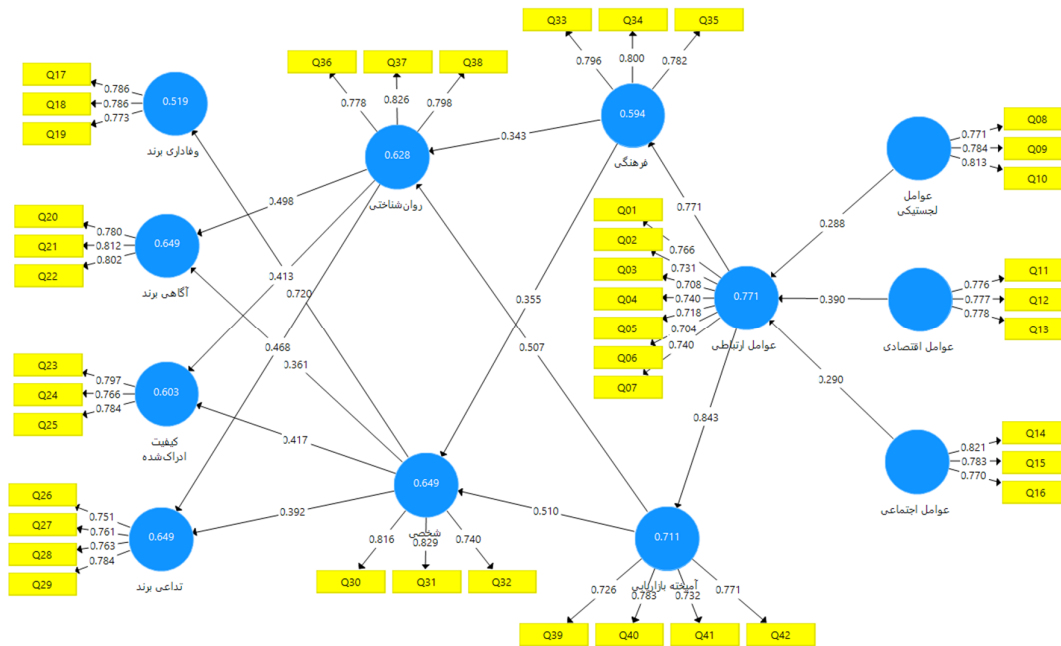 Q33
Q34
Q35
0.796
0.800
0.782
0.594
فرهنگی
Q36
Q37
Q38
0.778
0.826
0.798
0.628
روان‌شناختی
0.343
Q17
Q18
Q19
0.786
0.786
0.773
0.519
وفاداری برند
Q08
Q09
Q10
0.771
0.784
0.813
عوامل
لجستیکی
0.498
0.771
0.288
Q20
Q21
Q22
0.780
0.812
0.802
0.649
آگاهی برند
0.413
0.720
0.468
0.361
0.355
0.507
Q01
Q02
Q03
Q04
Q05
Q06
Q07
0.766
0.731
0.708
0.740
0.718
0.704
0.740
0.771
عوامل ارتباطی
0.390
Q11
Q12
Q13
0.776
0.777
0.778
عوامل اقتصادی
0.290
0.843
Q23
Q24
Q25
0.797
0.766
0.784
0.603
کیفیت
ادراک‌شده
0.417
0.392
0.510
Q14
Q15
Q16
0.821
0.783
0.770
عوامل اجتماعی
Q26
Q27
Q28
Q29
0.751
0.761
0.763
0.784
0.649
تداعی برند
0.649
شخصی
0.816
0.829
0.740
Q30
Q31
Q32
0.711
آمیخته بازاریابی
0.726
0.783
0.732
0.771
Q39
Q40
Q41
Q42